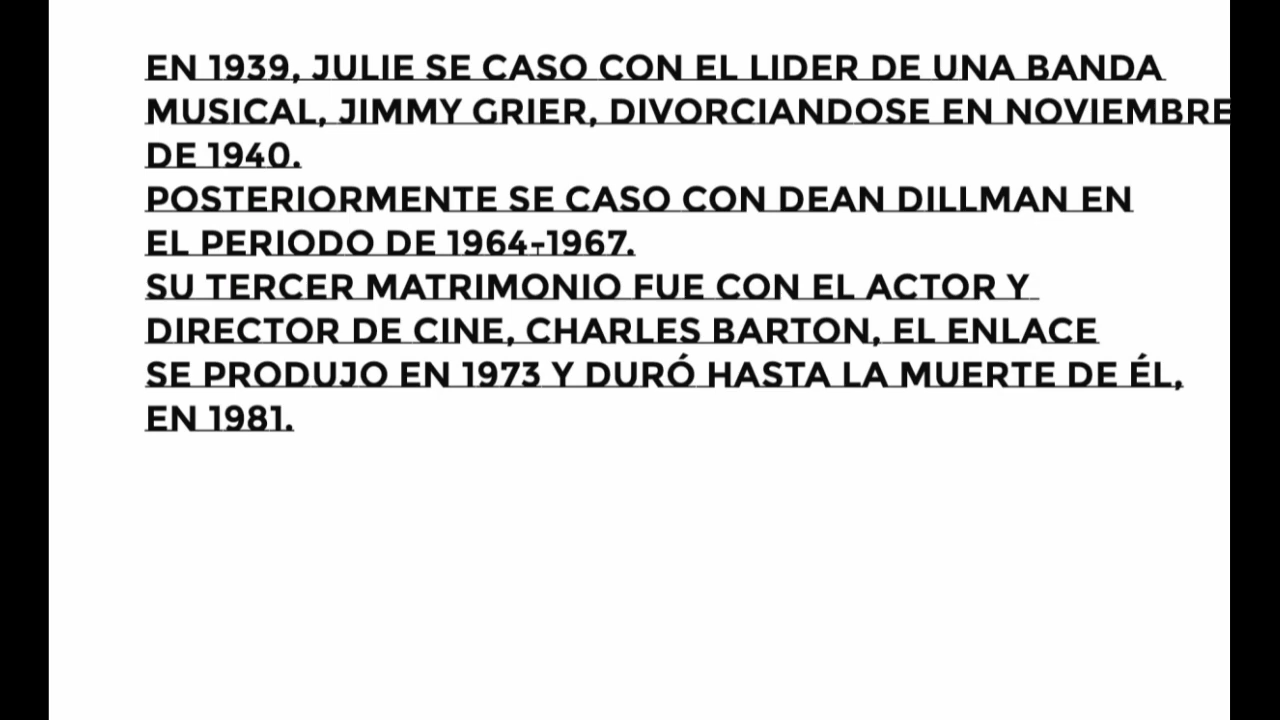 EN 1939, JULIE SE CASO CON EL LIDER DE UNA BANDA
MUSICAL, JIMMY GRIER, DIVORCIANDOSE EN NOVIEMBRE
DE 1940.
POSTERIORMENTE SE CASO CON DEAN DILLMAN EN
EL PERIODO DE 1964-1967.
SU TERCER MATRIMONIO FUE CON EL ACTOR Y
DIRECTOR DE CINE, CHARLES BARTON, EL ENLACE
SE PRODUJO EN 1973 Y DURÓ HASTA LA MUERTE DE ÉL,
EN 1981.